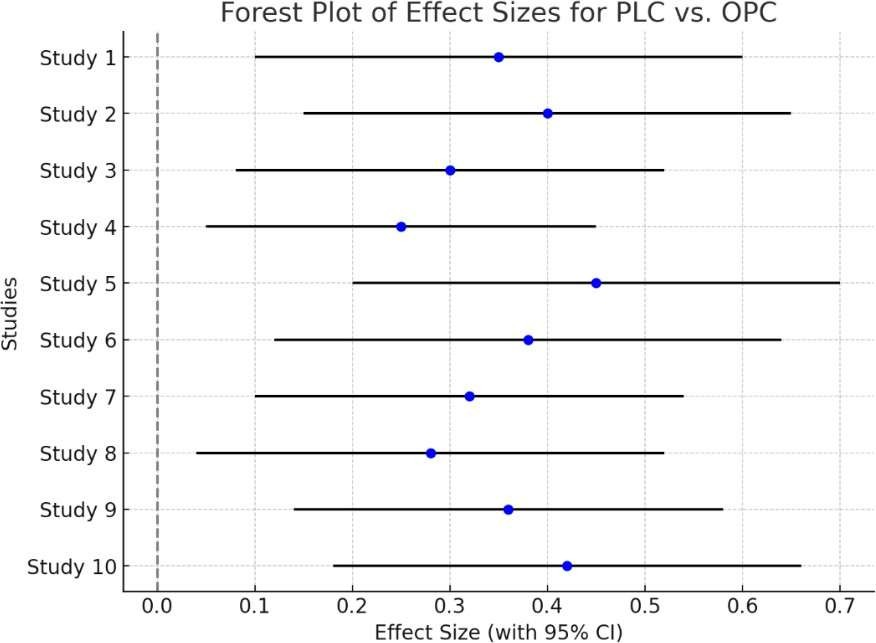 Forest Plot of Effect Sizes for PLC vs. OPC
Studies
Study 1
Study 2
Study 3
Study 4
Study 5
Study 6
Study 7
Study 8
Study 9
Study 10
0.0 0.1 0.2 0.3 0.4 0.5 0.6 0.7
Effect Size (with 95% CI)